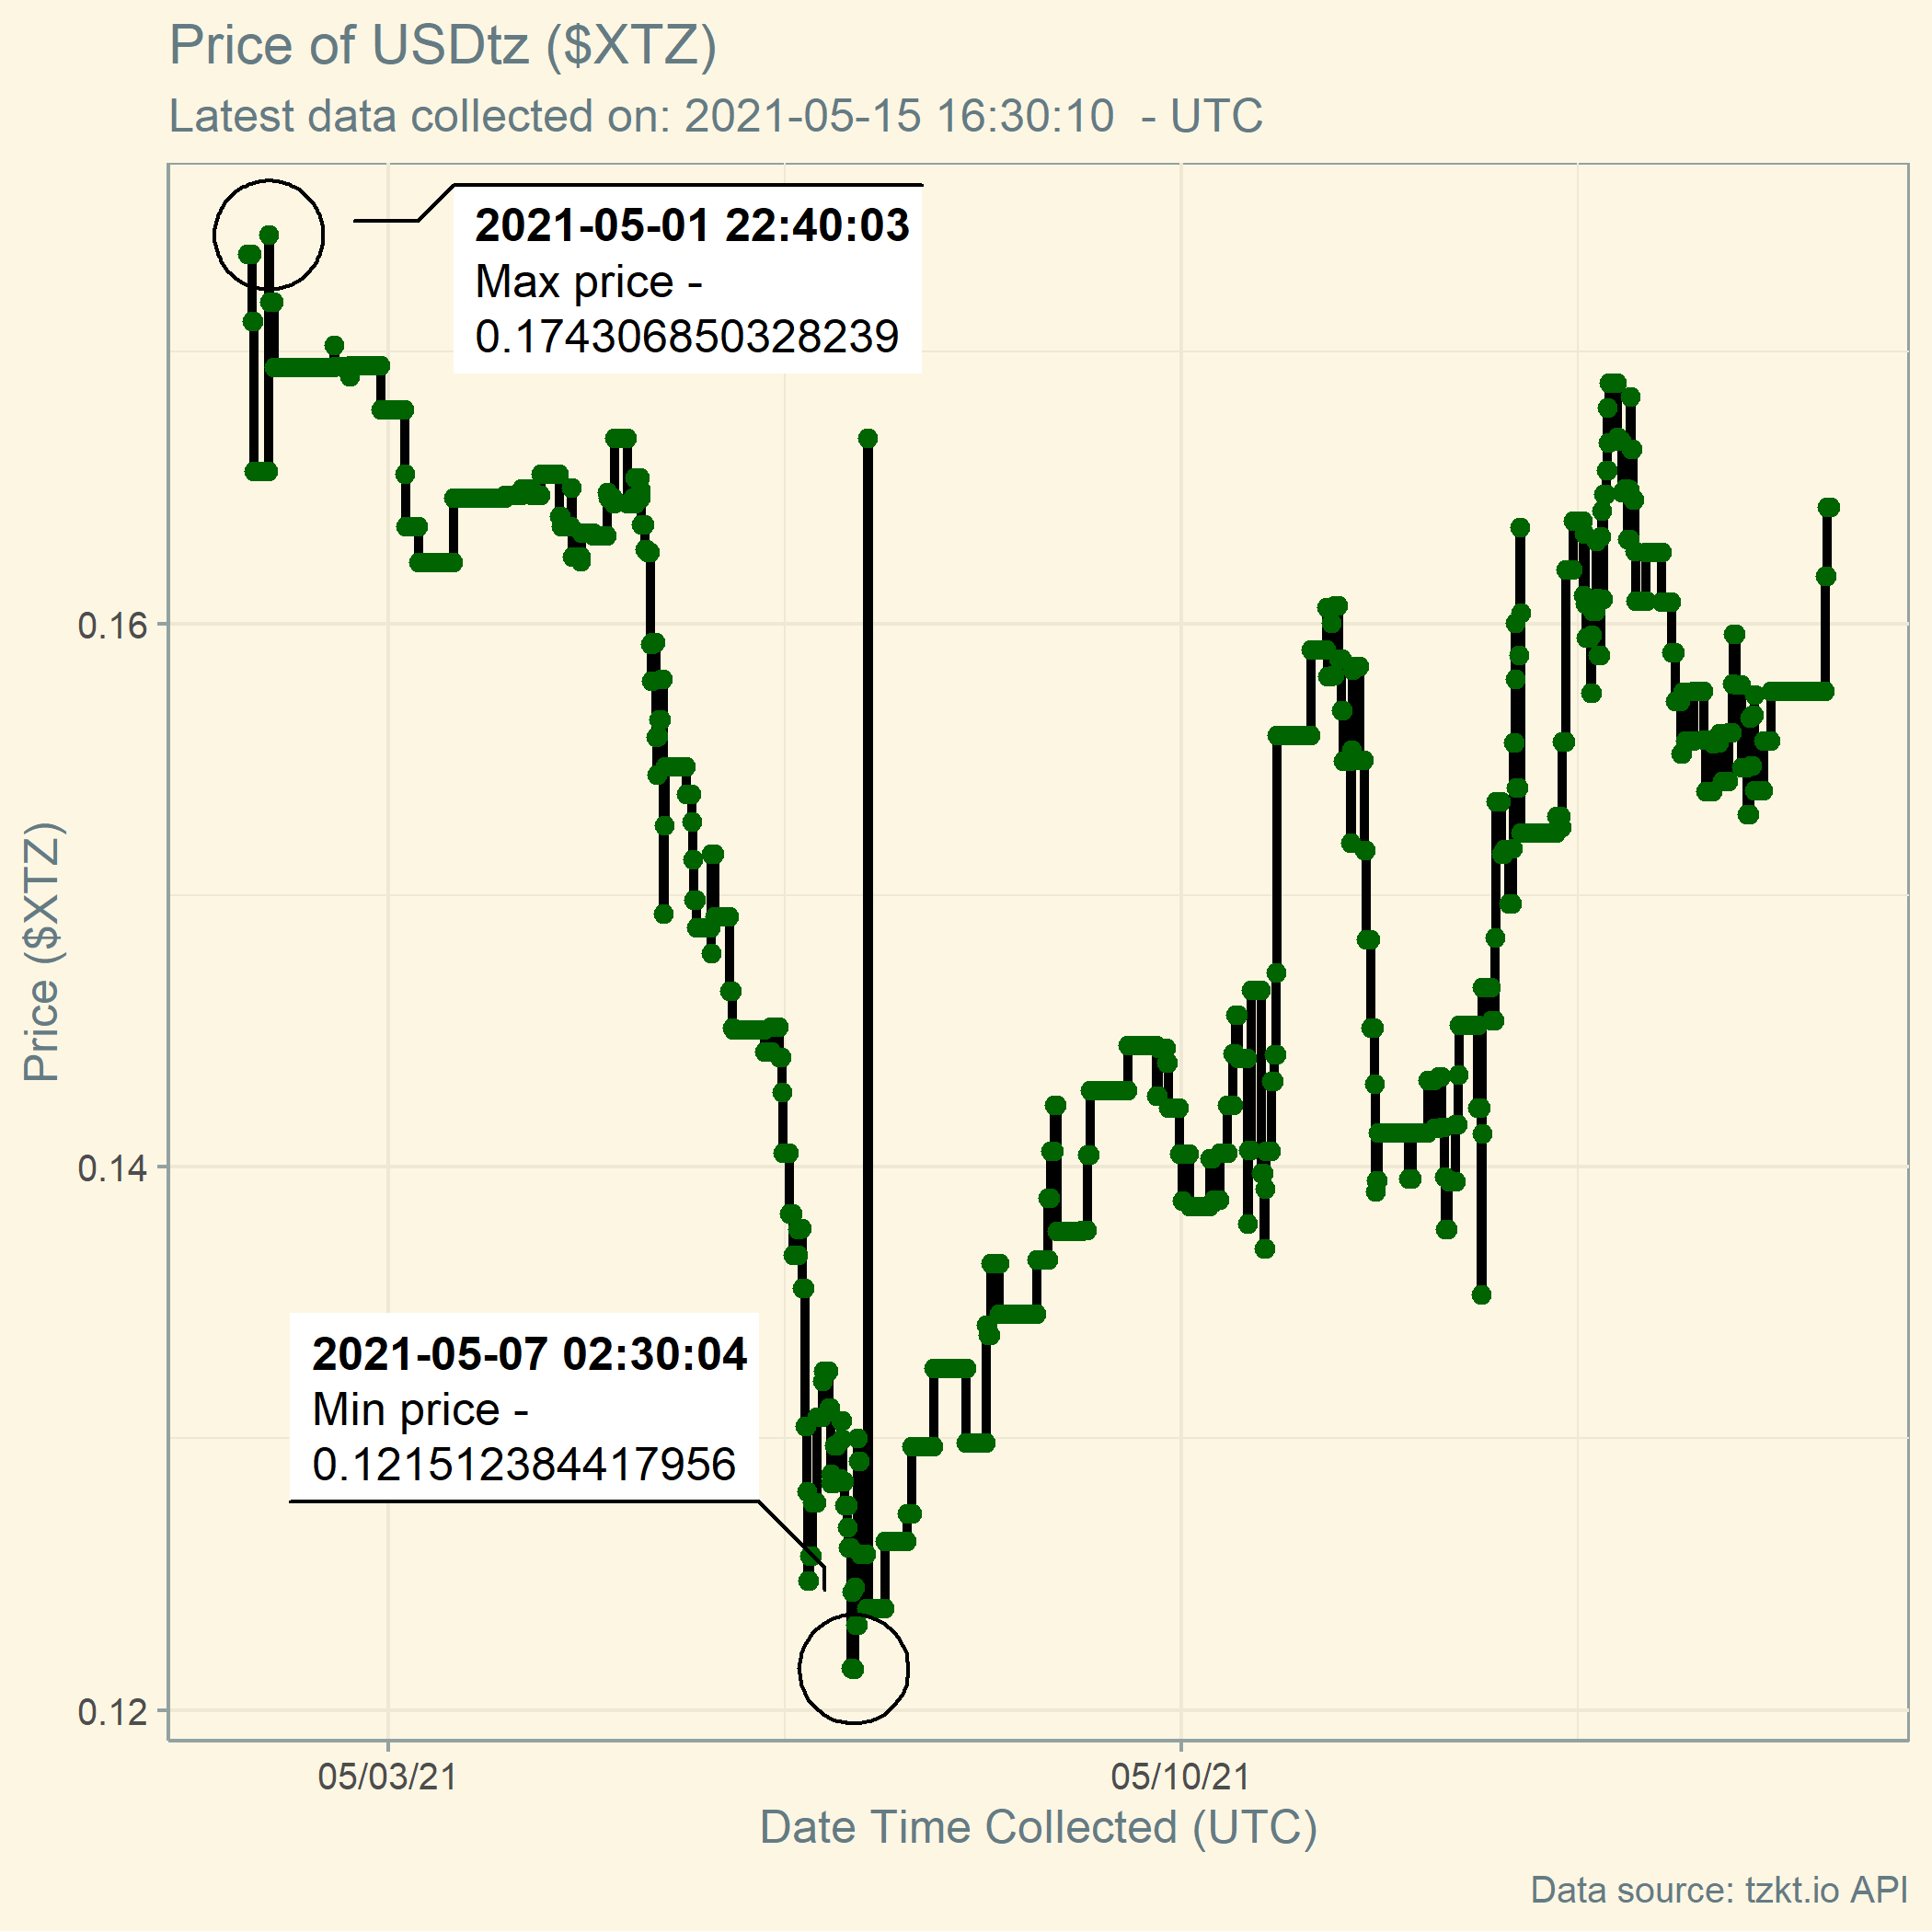 Price of USDtz ($XTZ)
Latest data collected on: 2021-05-15 16:30:10  - UTC
2021-05-01 22:40:03
Max price -
0.174306850328239
0.16
0.14
0.12
Price ($XTZ)
2021-05-07 02:30:04
Min price -
0.121512384417956
05/03/21
05/10/21
Date Time Collected (UTC)
Data source: tzkt.io API